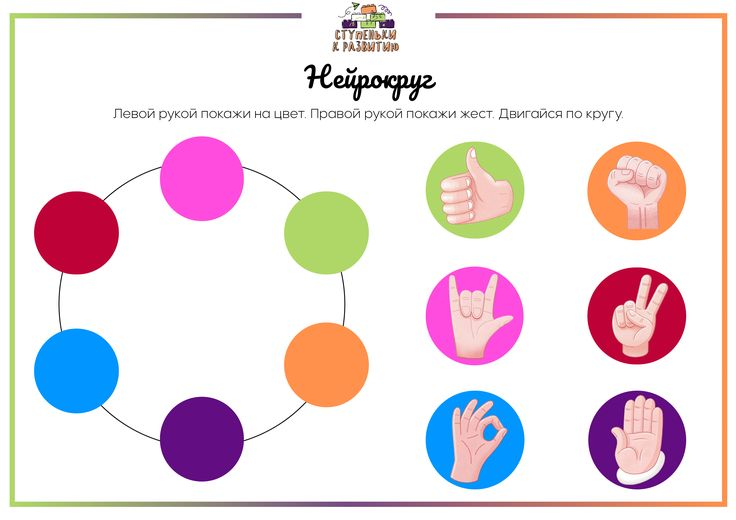 СТУПЕНЬКИ
К РАЗВИТИЮ
Нейрокруг
Левой рукой покажи на цвет. Правой рукой покажи жест. Двигайся по кругу.